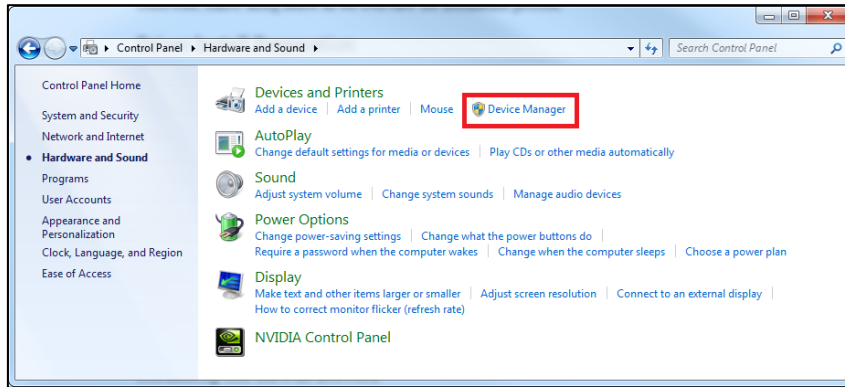 Control Panel Hardware and Sound
Search Control Panel
Control Panel Home
System and Security
Network and Internet
Hardware and Sound
Programs
User Accounts
Appearance and
Personalization
Clock, Language, and Region
Ease of Access
Devices and Printers
Add a device Add a printer Mouse Device Manager
AutoPlay
Change default settings for media or devices Play CDs or other media automatically
Sound
Adjust system volume Change system sounds Manage audio devices
Power Options
Change power-saving settings Change what the power buttons do
Require a password when the computer wakes Change when the computer sleeps Choose a power plan
Display
Make text and other items larger or smaller Adjust screen resolution Connect to an external display
How to correct monitor flicker (refresh rate)
NVIDIA Control Panel